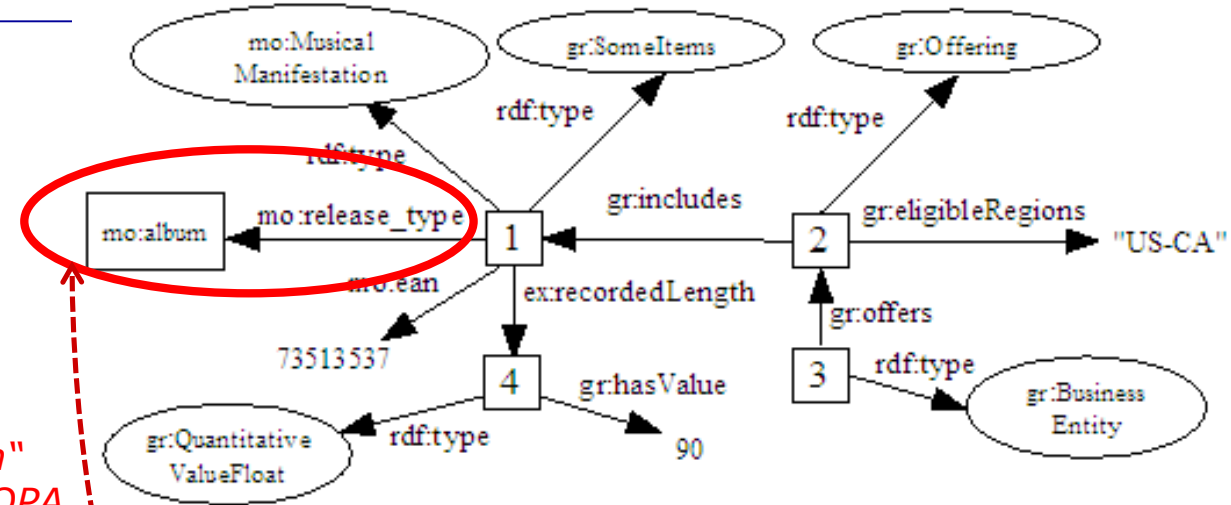 mo:Musical
Manifestation
gr:SomeItems
gr:Offering
rdf:type
rdf:type
rdf:type
mo:album
mo:release_type
1
gr:includes
2
gr:eligibleRegions
"US-CA"
mo:ean
ex:recordedLength
gr:offers
73513537
4
gr:hasValue
3
rdf:type
gr:Business
Entity
gr:Quantitative
ValueFloat
rdf:type
90
OPA